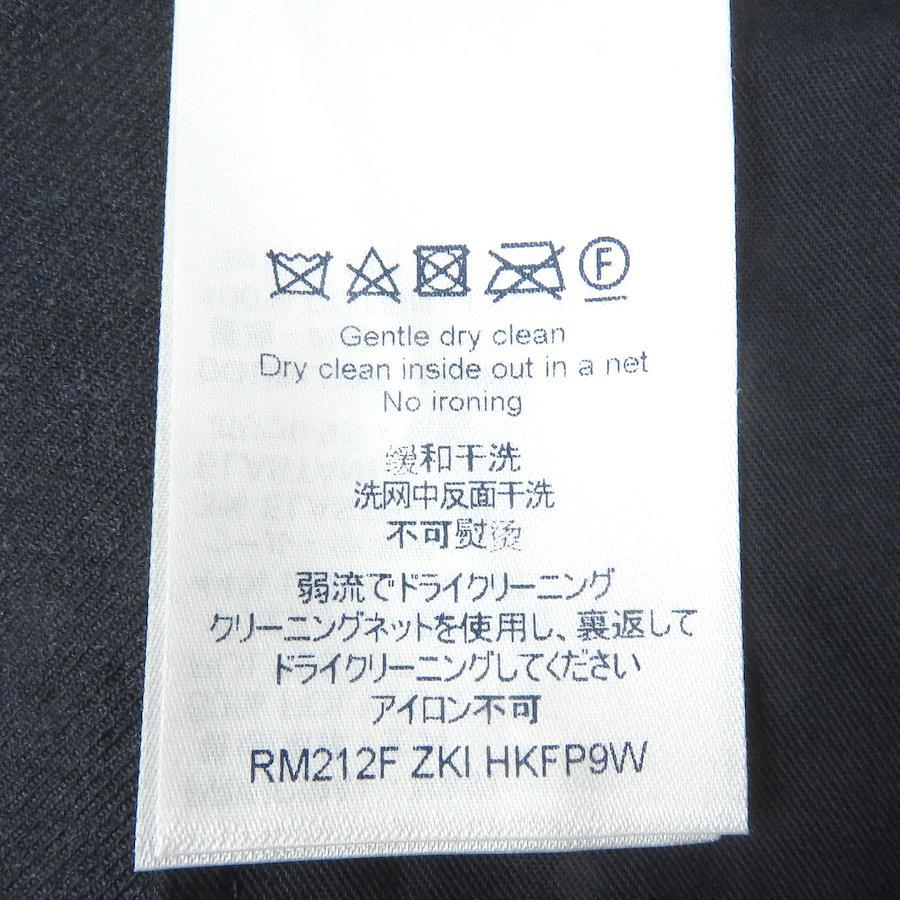 F
Gentle dry clean
Dry clean inside out in a net
No ironing
缓和干洗
洗网中反面干洗
不可熨烫
弱流でドライクリーニング
クリーニングネットを使用し、裏返して
ドライクリーニングしてください
アイロン不可
RM212F ZKI HKFP9W